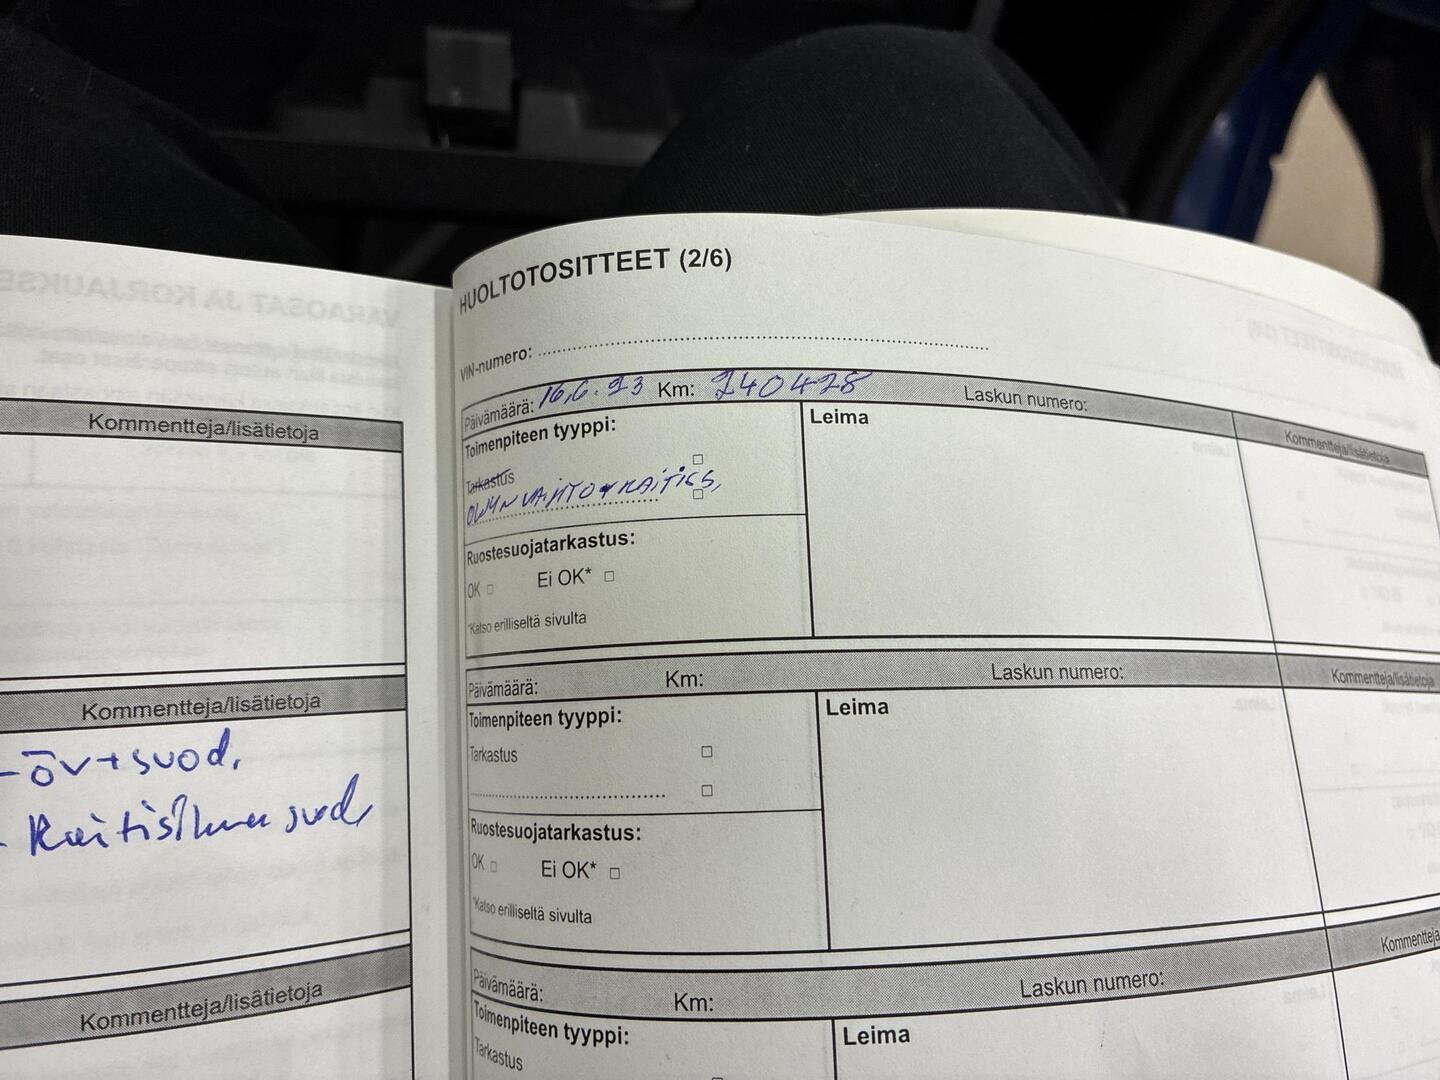 Kommentteja/lisätietoja
Kommentteja/lisätietoja
- öv+suod.
- Raitisilma suod,
Kommentteja/lisätietoja
HUOLTOTOSITTEET (2/6)
VIN-numero:
Päivämäärä: 16,6.23 Km: 240428 Laskun numero: Kommentteja/lisätietoja
Toimenpiteen tyyppi: Leima
Tarkastus
Ruostesuojatarkastus:
OK Ei OK*
*Katso erilliseltä sivulta
Päivämäärä: Km: Laskun numero: Kommentteja/lisätietoja
Toimenpiteen tyyppi: Leima
Tarkastus
Ruostesuojatarkastus:
OK Ei OK*
*Katso erilliseltä sivulta
Päivämäärä: Km: Laskun numero: Kommentteja
Toimenpiteen tyyppi: Leima
Tarkastus